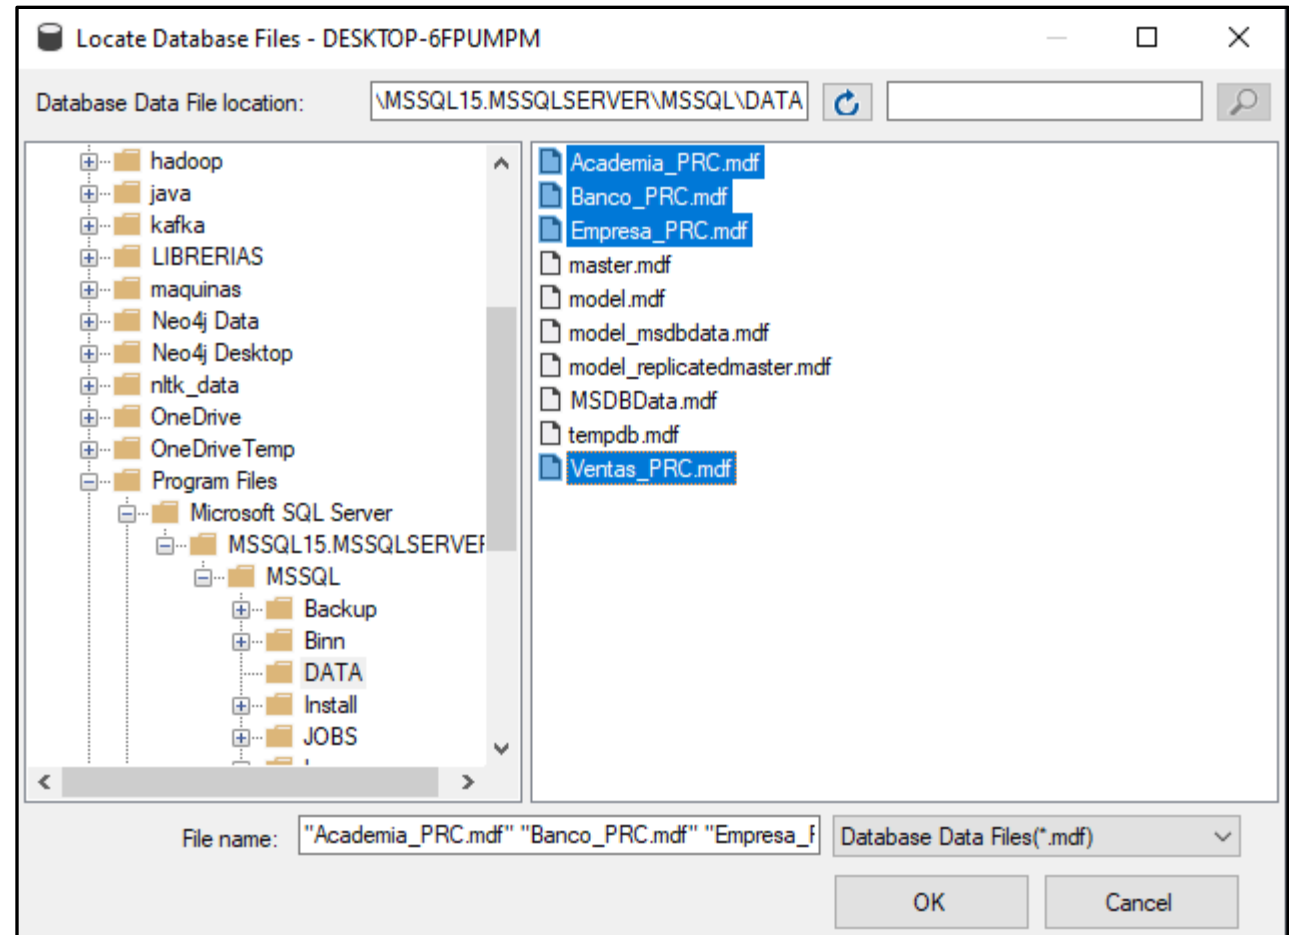 Locate Database Files - DESKTOP-6FPUMPM
Database Data File location:
\MSSQL15.MSSQLSERVER\MSSQL\DATA
hadoop
java
kafka
LIBRERIAS
maquinas
Neo4j Data
Neo4j Desktop
nltk_data
OneDrive
OneDriveTemp
Program Files
Microsoft SQL Server
MSSQL15.MSSQLSERVER
MSSQL
Backup
Binn
DATA
Install
JOBS
Academia_PRC.mdf
Banco_PRC.mdf
Empresa_PRC.mdf
master.mdf
model.mdf
model_msdbdata.mdf
model_replicatedmaster.mdf
MSDBData.mdf
tempdb.mdf
Ventas_PRC.mdf
File name:
"Academia_PRC.mdf" "Banco_PRC.mdf" "Empresa_F
Database Data Files(*.mdf)
OK
Cancel